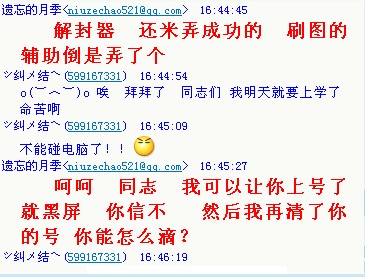 遗忘的月季<niuzechao521@qq.com> 16:44:45
解封器 还米弄成功的 刷图的
辅助倒是弄了个
ツ纠メ结へ(599167331) 16:44:54
o(︶︿︶)o 唉 拜拜了 同志们 我明天就要上学了
命苦啊
ツ纠メ结へ(599167331) 16:45:09
不能碰电脑了!!
遗忘的月季<niuzechao521@qq.com> 16:45:27
呵呵 同志 我可以让你上号了
就黑屏 你信不 然后我再清了你
的号 你能怎么滴?
ツ纠メ结へ(599167331) 16:46:19